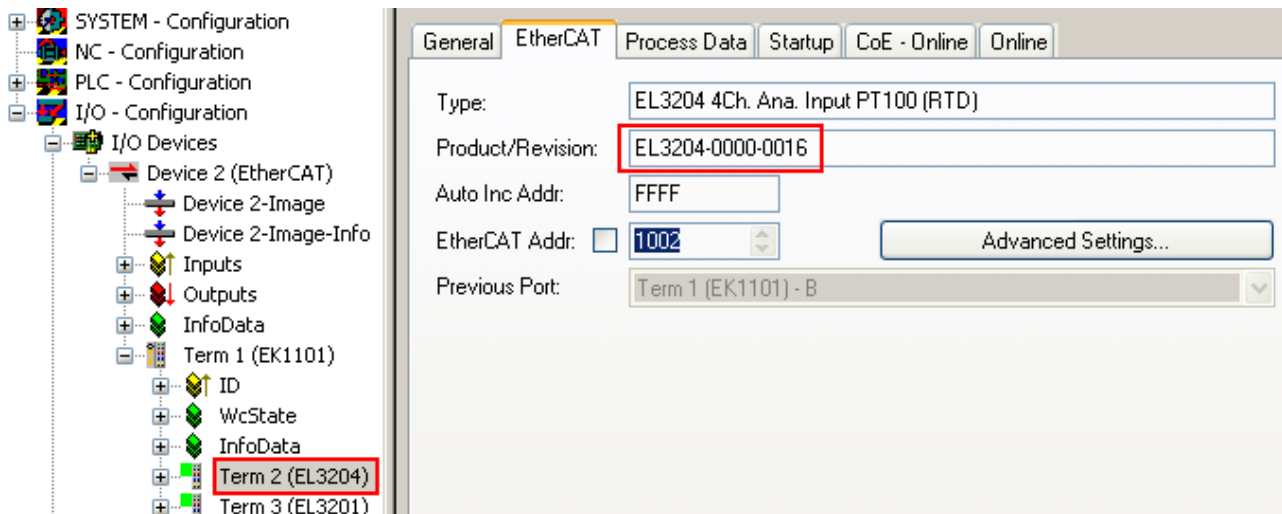 SYSTEM - Configuration
NC - Configuration
PLC - Configuration
I/O - Configuration
I/O Devices
Device 2 (EtherCAT)
Device 2-Image
Device 2-Image-Info
Inputs
Outputs
InfoData
Term 1 (EK1101)
ID
WcState
InfoData
Term 2 (EL3204)
Term 3 (EL3201)
General EtherCAT Process Data Startup CoE - Online Online
Type: EL3204 4Ch. Ana. Input PT100 (RTD)
Product/Revision: EL3204-0000-0016
Auto Inc Addr: FFFF
EtherCAT Addr: 1002 Advanced Settings...
Previous Port: Term 1 (EK1101) - B